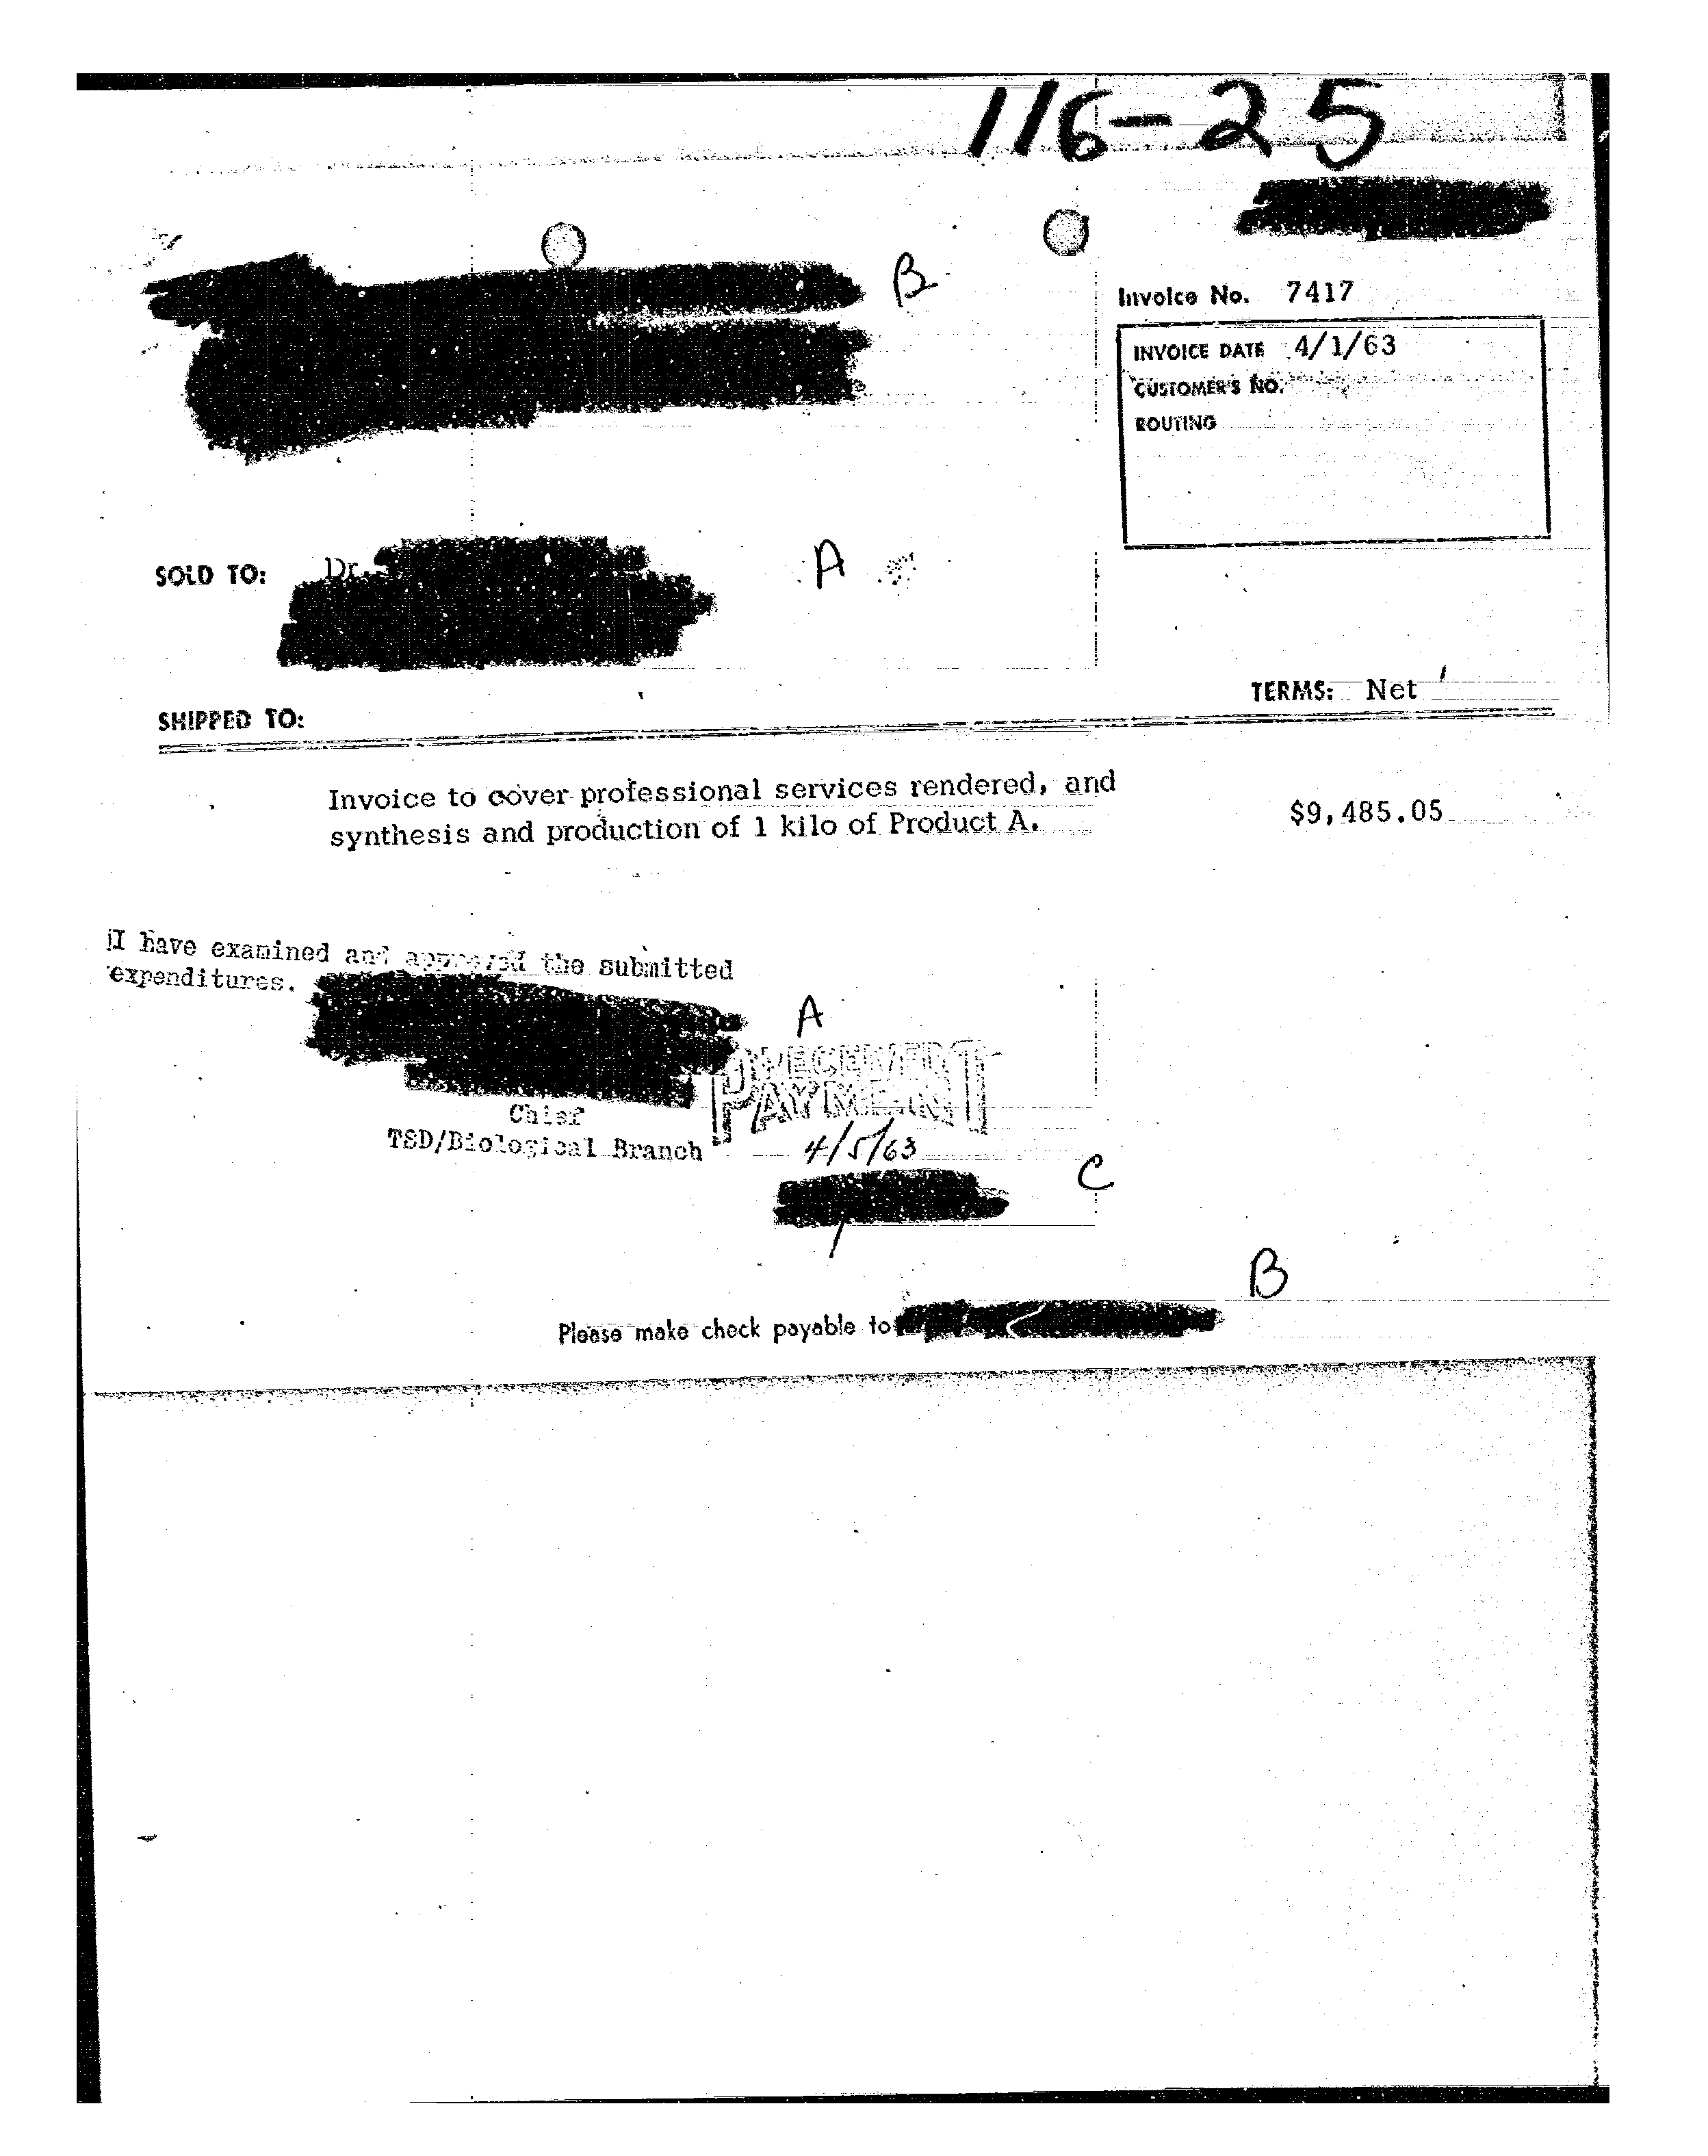 116-25
B
Invoice No. 7417
INVOICE DATE 4/1/63
CUSTOMER'S NO.
ROUTING
SOLD TO: Dr.
A
TERMS: Net
SHIPPED TO:
Invoice to cover professional services rendered, and
synthesis and production of 1 kilo of Product A.
$9,485.05
I have examined and approved the submitted
expenditures.
A
RECEIVED
PAYMENT
Chief
TSD/Biological Branch
4/5/63
C
B
Please make check payable to